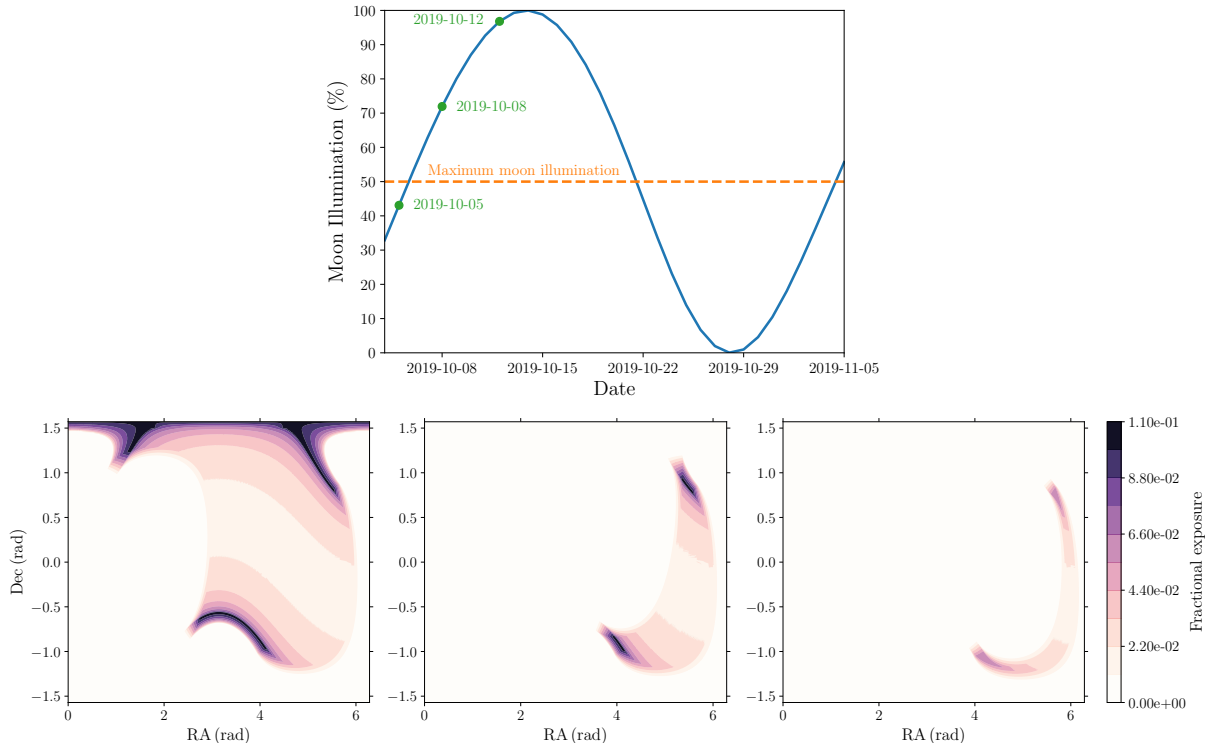 100
90
80
70
60
50
40
30
20
10
0
Moon Illumination (%)
2019-10-12
2019-10-08
Maximum moon illumination
2019-10-05
2019-10-08 2019-10-15 2019-10-22 2019-10-29 2019-11-05
Date
1.5
1.0
0.5
0.0
−0.5
−1.0
−1.5
Dec (rad)
0 2 4 6
RA (rad)
1.5
1.0
0.5
0.0
−0.5
−1.0
−1.5
0 2 4 6
RA (rad)
1.5
1.0
0.5
0.0
−0.5
−1.0
−1.5
0 2 4 6
RA (rad)
1.10e-01
8.80e-02
6.60e-02
4.40e-02
2.20e-02
0.00e+00
Fractional exposure